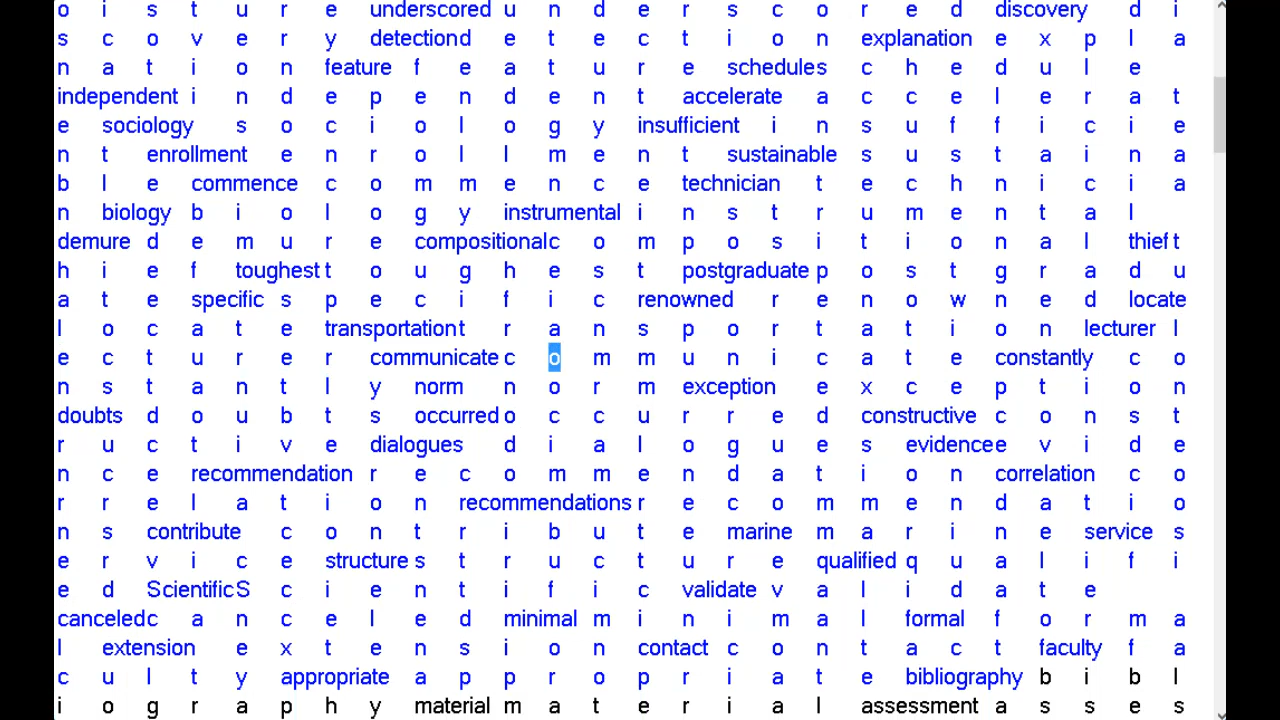 o i s t u r e underscored u n d e r s c o r e d discovery d i
s c o v e r y detectiond e t e c t i o n explanation e x p l a
n a t i o n feature f e a t u r e schedules c h e d u l e
independent i n d e p e n d e n t accelerate a c c e l e r a t
e sociology s o c i o l o g y insufficient i n s u f f i c i e
n t enrollment e n r o l l m e n t sustainable s u s t a i n a
b l e commence c o m m e n c e technician t e c h n i c i a
n biology b i o l o g y instrumental i n s t r u m e n t a l
demure d e m u r e compositionalc o m p o s i t i o n a l thief t
h i e f toughest t o u g h e s t postgraduate p o s t g r a d u
a t e specific s p e c i f i c renowned r e n o w n e d locate
l o c a t e transportationt r a n s p o r t a t i o n lecturer l
e c t u r e r communicate c o m m u n i c a t e constantly c o
n s t a n t l y norm n o r m exception e x c e p t i o n
doubts d o u b t s occurred o c c u r r e d constructive c o n s t
r u c t i v e dialogues d i a l o g u e s evidencee v i d e
n c e recommendation r e c o m m e n d a t i o n correlation c o
r r e l a t i o n recommendations r e c o m m e n d a t i o
n s contribute c o n t r i b u t e marine m a r i n e service s
e r v i c e structure s t r u c t u r e qualified q u a l i f i
e d ScientificS c i e n t i f i c validate v a l i d a t e
canceledc a n c e l e d minimal m i n i m a l formal f o r m a
l extension e x t e n s i o n contact c o n t a c t faculty f a
c u l t y appropriate a p p r o p r i a t e bibliography b i b l
i o g r a p h y material m a t e r i a l assessment a s s e s